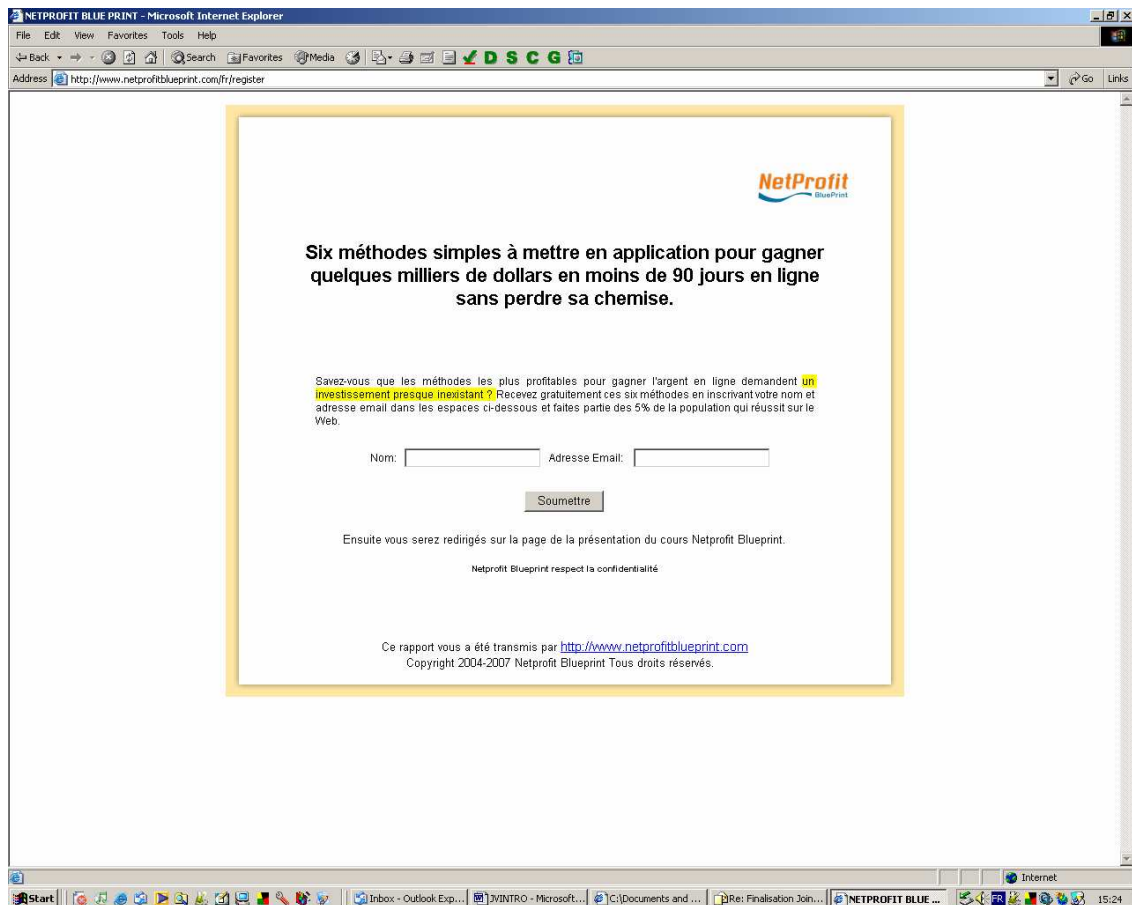 NETPROFIT BLUE PRINT - Microsoft Internet Explorer
File Edit View Favorites Tools Help
Back Search Favorites Media D S C G
Address http://www.netprofitblueprint.com/fr/register Go Links
NetProfit
BluePrint
Six méthodes simples à mettre en application pour gagner
quelques milliers de dollars en moins de 90 jours en ligne
sans perdre sa chemise.
Savez-vous que les méthodes les plus profitables pour gagner l'argent en ligne demandent un
investissement presque inexistant ? Recevez gratuitement ces six méthodes en inscrivant votre nom et
adresse email dans les espaces ci-dessous et faites partie des 5% de la population qui réussit sur le
Web.
Nom: Adresse Email:
Soumettre
Ensuite vous serez redirigés sur la page de la présentation du cours Netprofit Blueprint.
Netprofit Blueprint respect la confidentialité
Ce rapport vous a été transmis par http://www.netprofitblueprint.com
Copyright 2004-2007 Netprofit Blueprint Tous droits réservés.
Internet
Start Inbox - Outlook Exp... JVINTRO - Microsoft... C:\Documents and ... Re: Finalisation Join... NETPROFIT BLUE ... FR 15:24